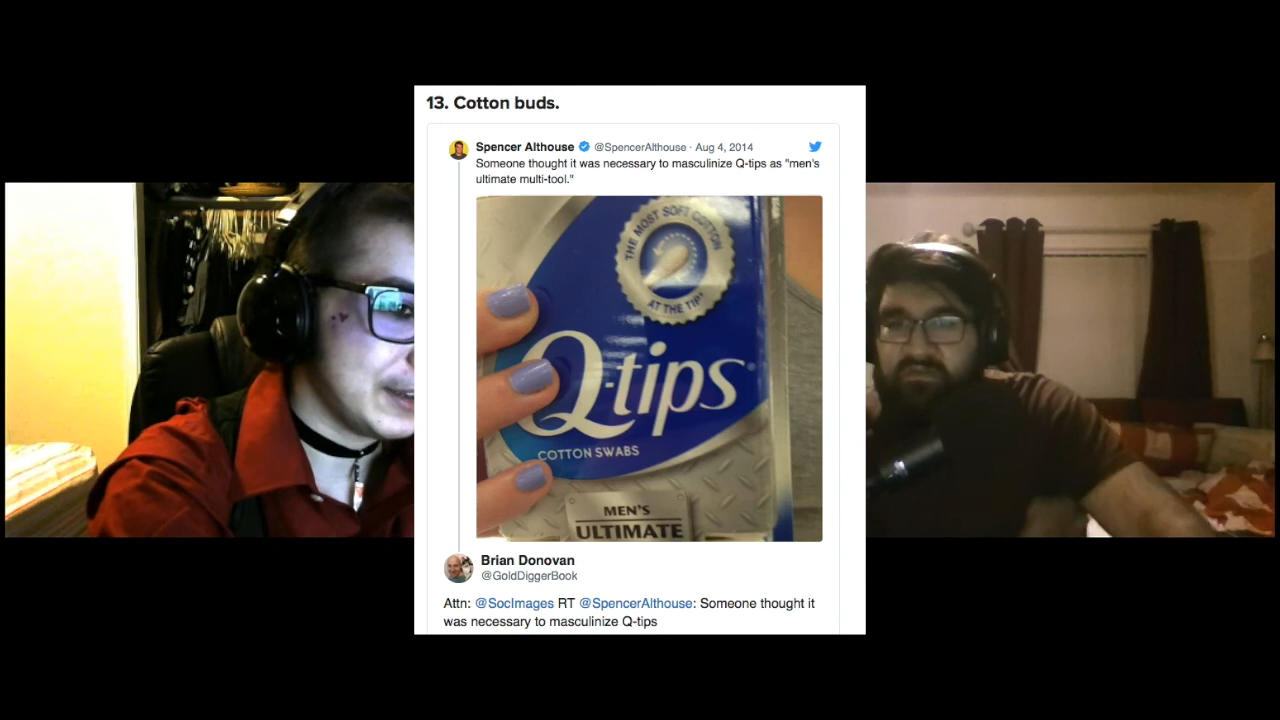 13. Cotton buds.
Spencer Althouse @SpencerAlthouse · Aug 4, 2014
Someone thought it was necessary to masculinize Q-tips as "men's
ultimate multi-tool."
THE MOST SOFT COTTON
AT THE TIP!
Q-tips®
COTTON SWABS
MEN'S
ULTIMATE
Brian Donovan
@GoldDiggerBook
Attn: @SocImages RT @SpencerAlthouse: Someone thought it
was necessary to masculinize Q-tips